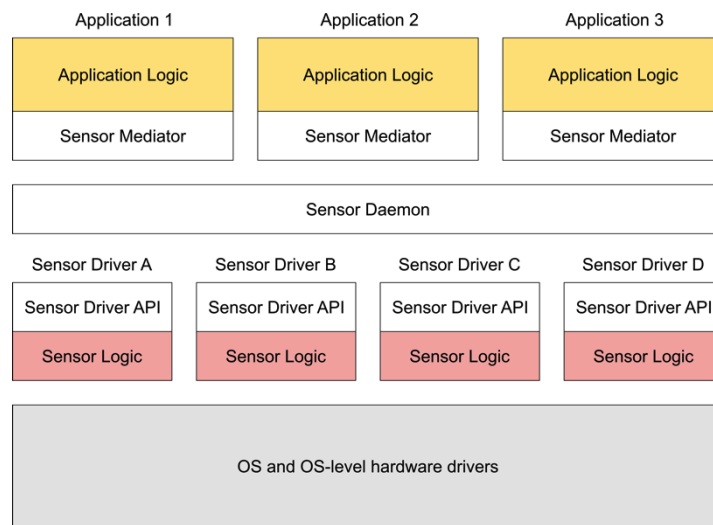 Application 1
Application 2
Application 3
Application Logic
Application Logic
Application Logic
Sensor Mediator
Sensor Mediator
Sensor Mediator
Sensor Daemon
Sensor Driver A
Sensor Driver B
Sensor Driver C
Sensor Driver D
Sensor Driver API
Sensor Driver API
Sensor Driver API
Sensor Driver API
Sensor Logic
Sensor Logic
Sensor Logic
Sensor Logic
OS and OS-level hardware drivers